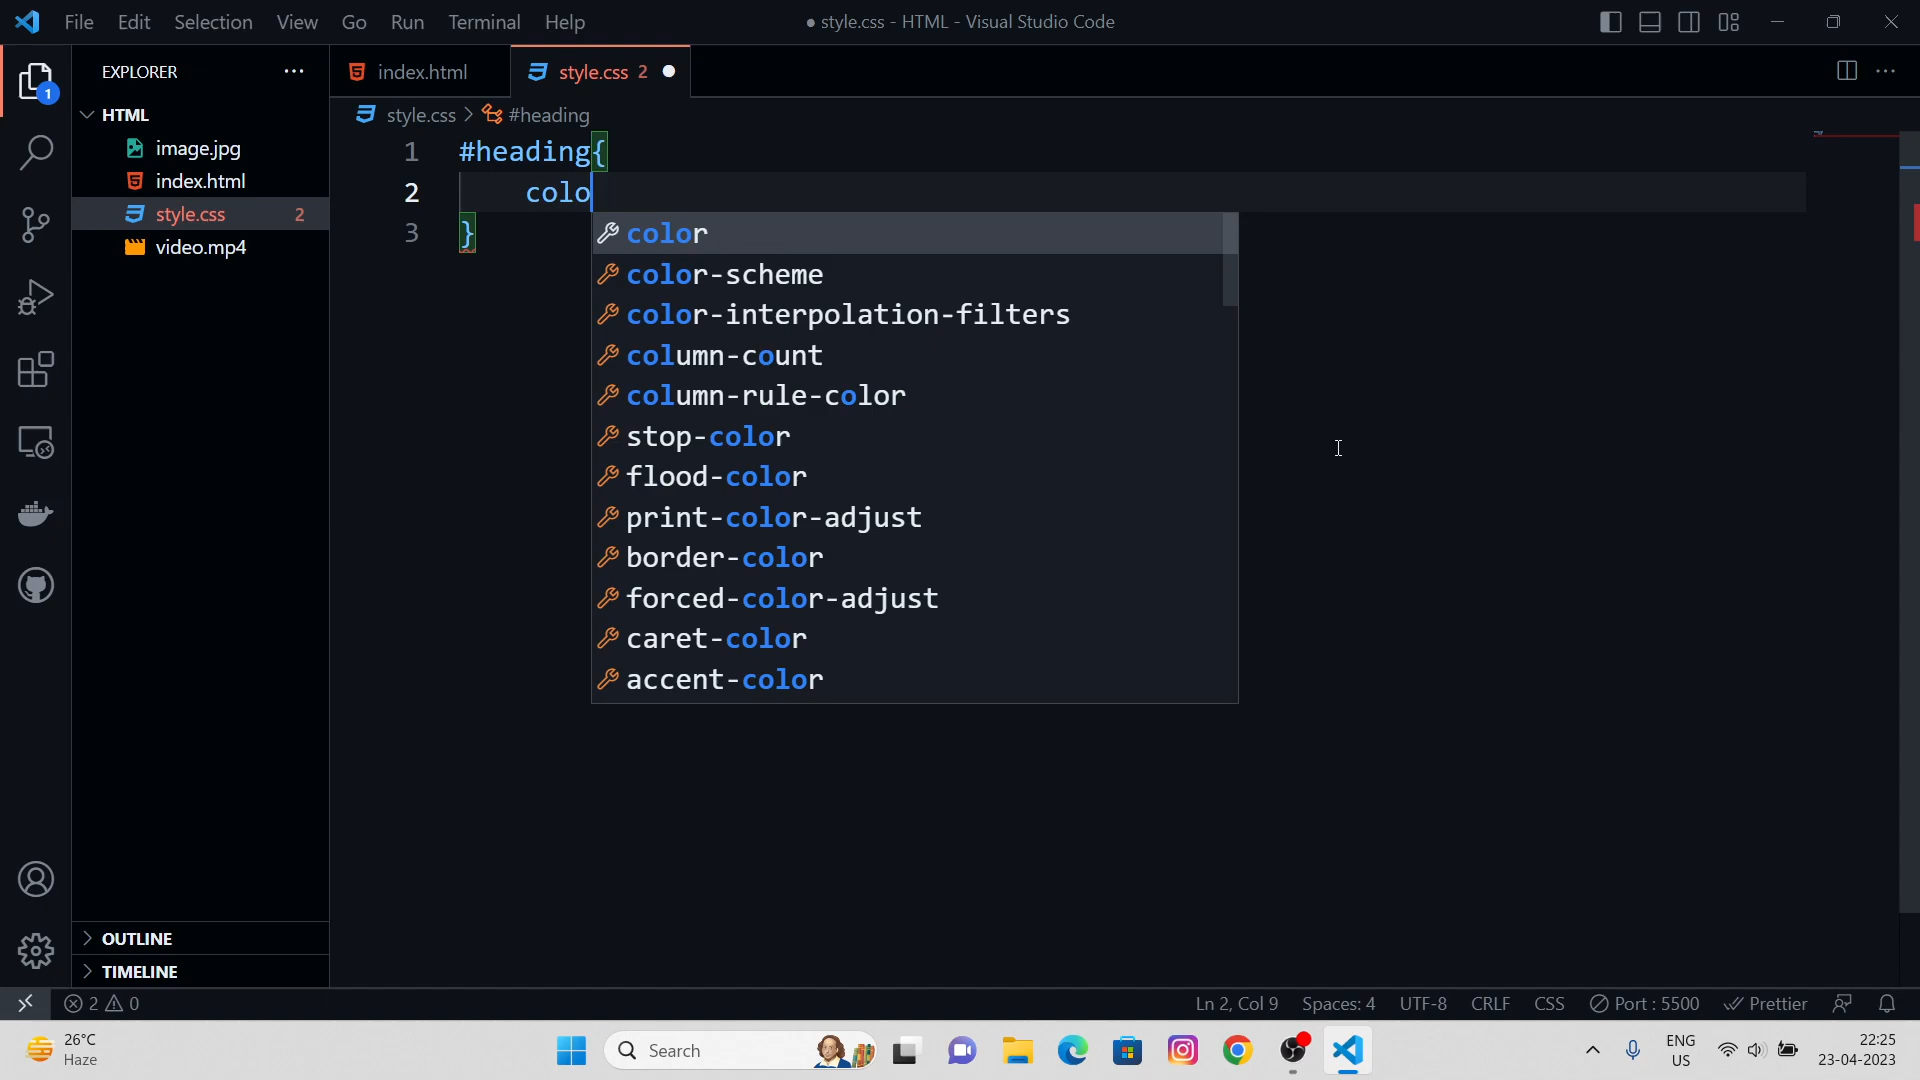 File Edit Selection View Go Run Terminal Help
● style.css - HTML - Visual Studio Code
EXPLORER
1
HTML
image.jpg
index.html
style.css 2
video.mp4
OUTLINE
TIMELINE
index.html
style.css 2
style.css > #heading
1 #heading{
2 colo
3 }
color
color-scheme
color-interpolation-filters
column-count
column-rule-color
stop-color
flood-color
print-color-adjust
border-color
forced-color-adjust
caret-color
accent-color
2 0
Ln 2, Col 9 Spaces: 4 UTF-8 CRLF CSS Port : 5500 Prettier
26°C
Haze
Search
ENG
US
22:25
23-04-2023